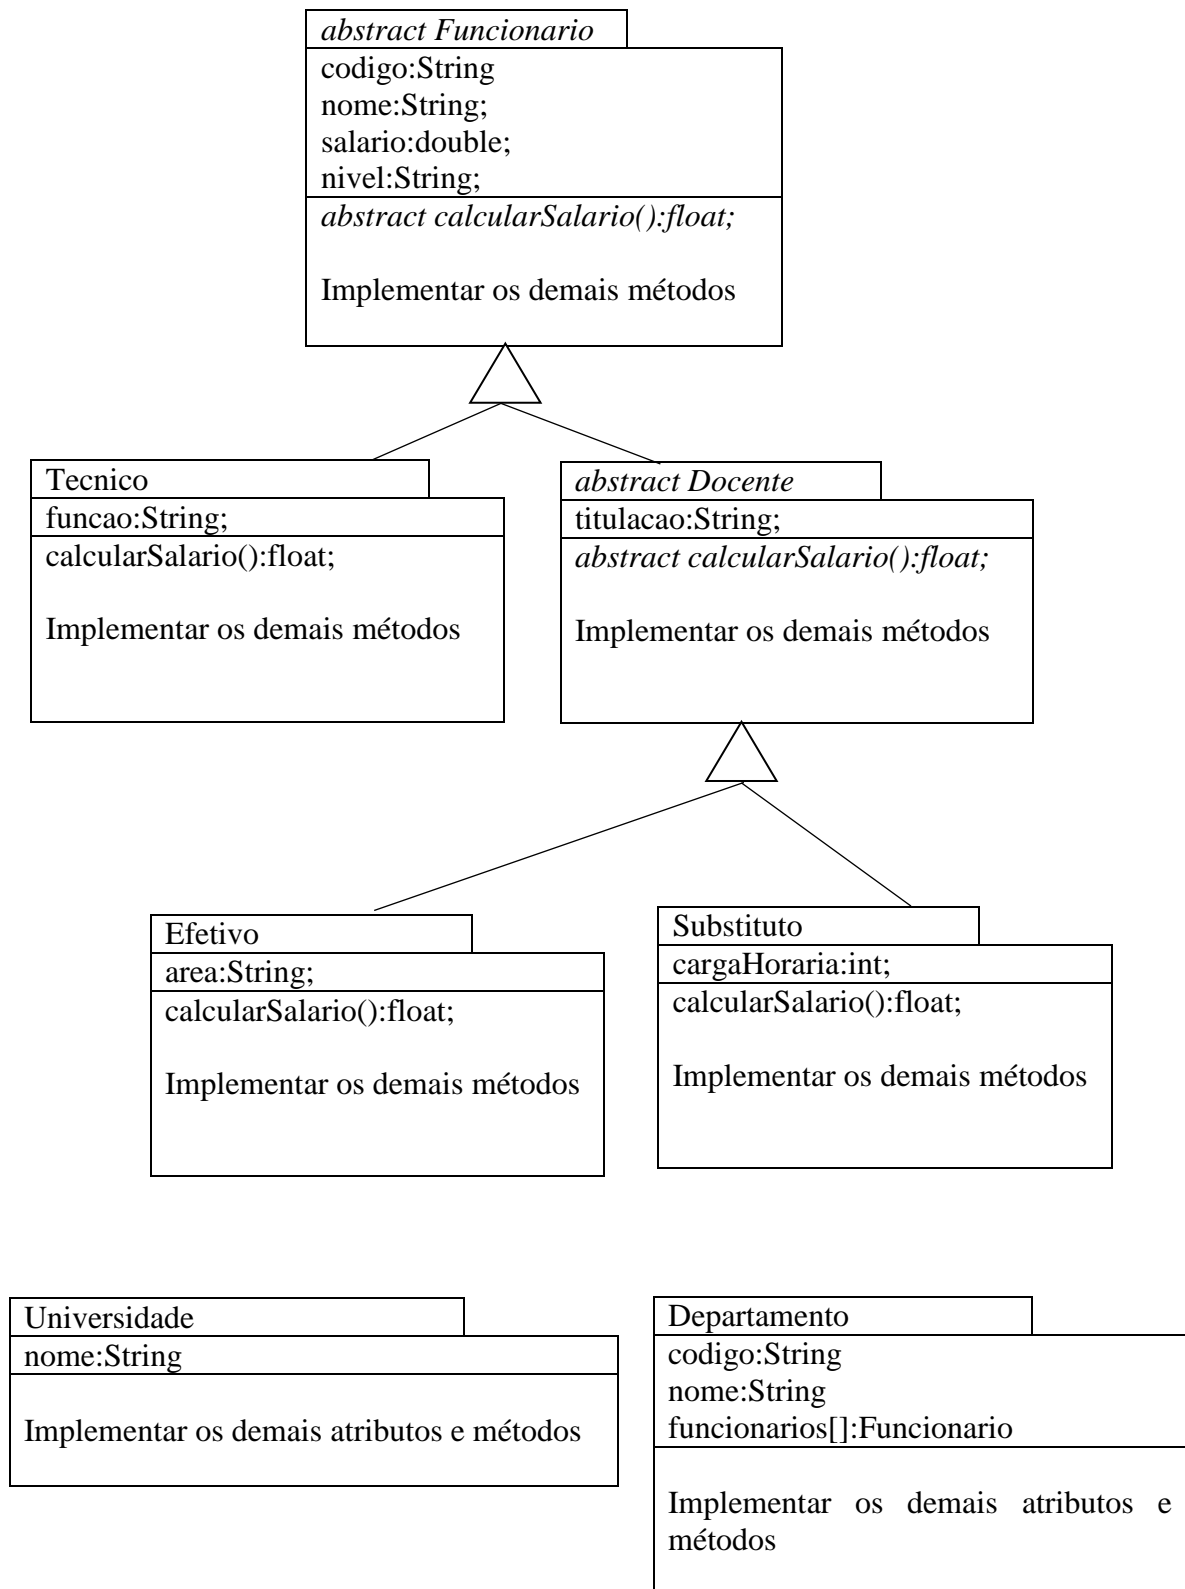 abstract Funcionario
codigo:String
nome:String;
salario:double;
nivel:String;
abstract calcularSalario():float;
Implementar os demais métodos
Tecnico
funcao:String;
calcularSalario():float;
Implementar os demais métodos
abstract Docente
titulacao:String;
abstract calcularSalario():float;
Implementar os demais métodos
Efetivo
area:String;
calcularSalario():float;
Implementar os demais métodos
Substituto
cargaHoraria:int;
calcularSalario():float;
Implementar os demais métodos
Universidade
nome:String
Implementar os demais atributos e métodos
Departamento
codigo:String
nome:String
funcionarios[]:Funcionario
Implementar os demais atributos e
métodos